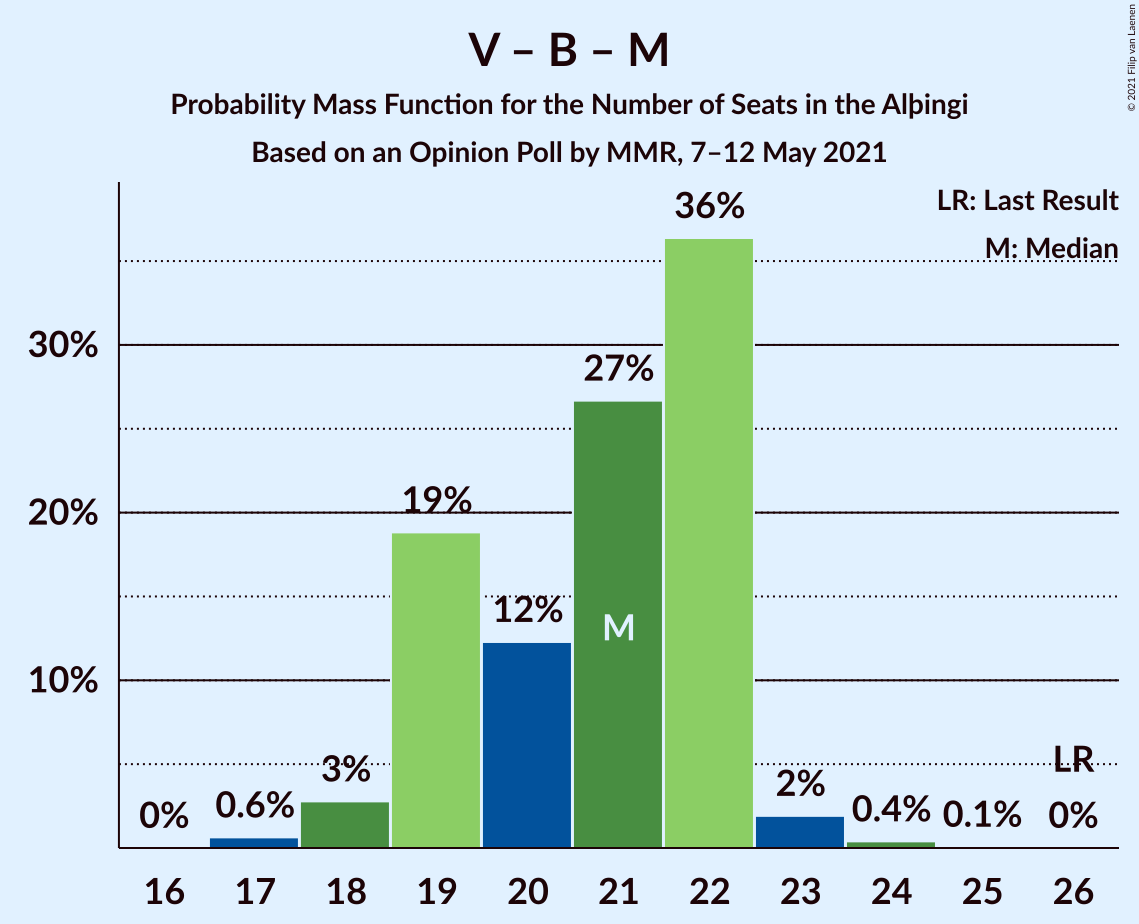 V – B – M
Probability Mass Function for the Number of Seats in the Alþingi
Based on an Opinion Poll by MMR, 7–12 May 2021
© 2021 Filip van Laenen
LR: Last Result
M: Median
36%
30%
27%
20%
19%
12%
M
10%
LR
3%
2%
0%
0.6%
0.4%
0.1%
0%
16 17 18 19 20 21 22 23 24 25 26